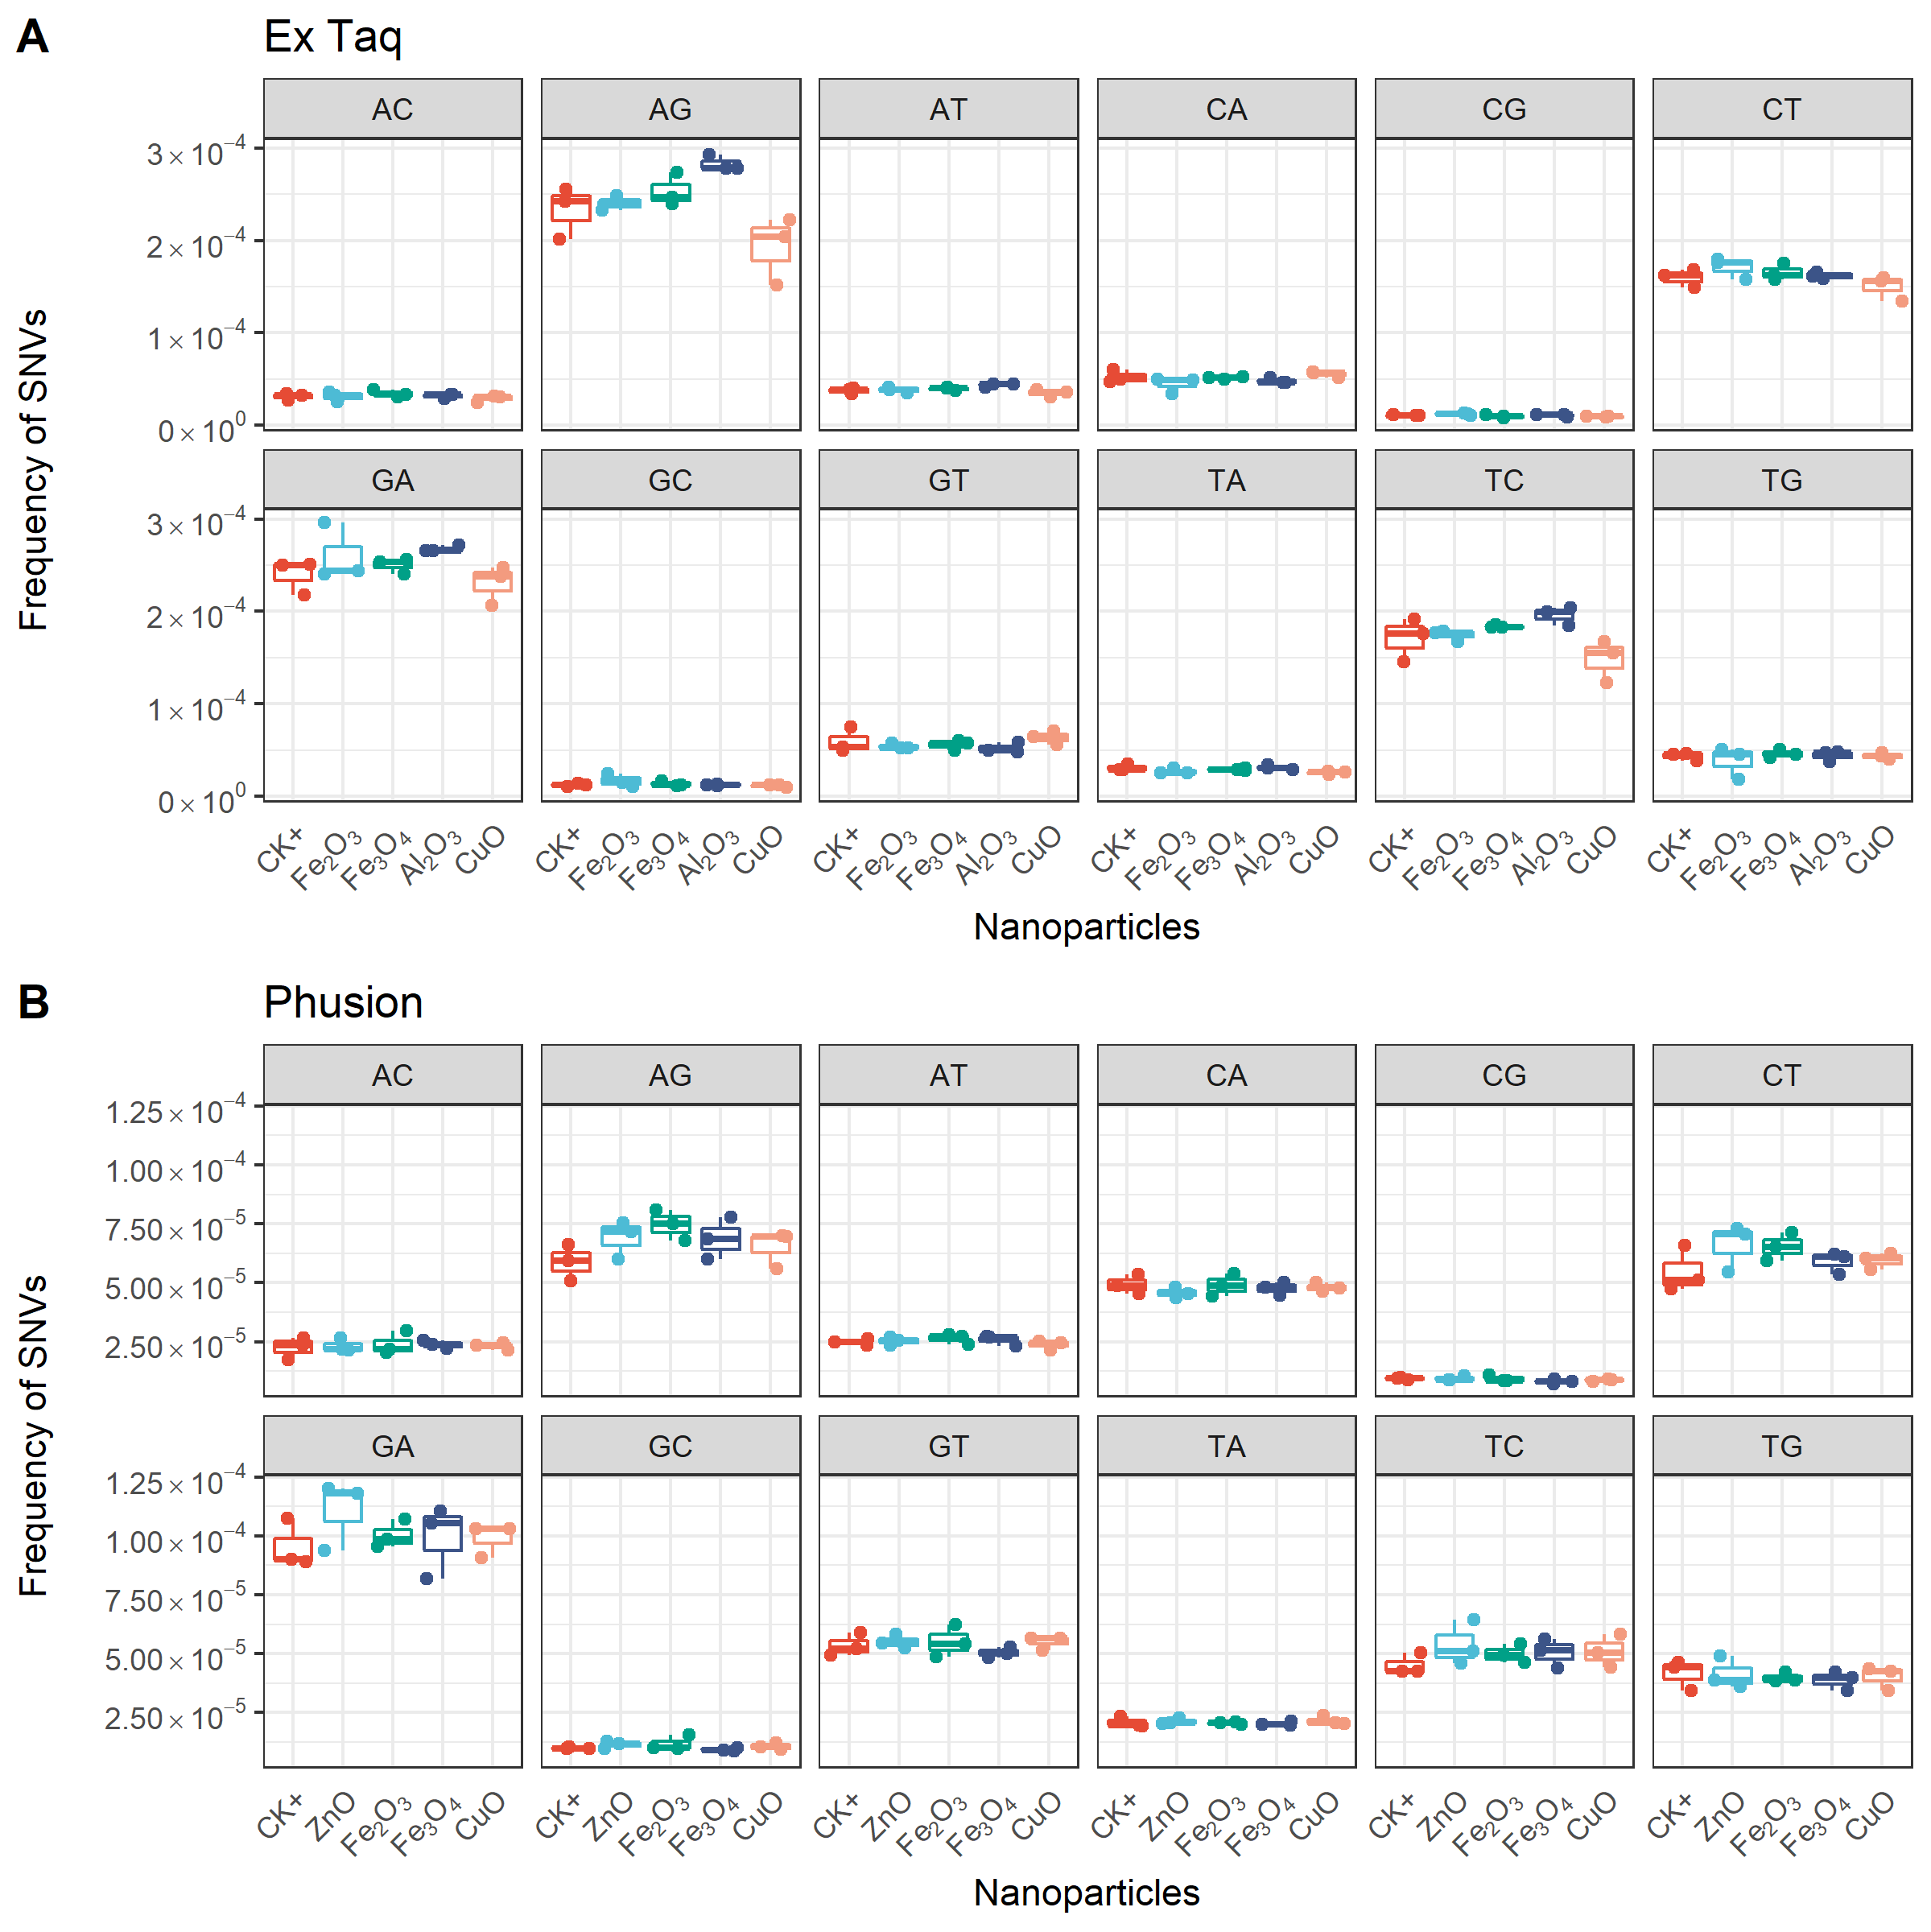 A Ex Taq
AC AG AT CA CG CT
3 × 10⁻⁴
2 × 10⁻⁴
1 × 10⁻⁴
0 × 10⁰
GA GC GT TA TC TG
3 × 10⁻⁴
2 × 10⁻⁴
1 × 10⁻⁴
0 × 10⁰
Frequency of SNVs
CK+ Fe₂O₃ Fe₃O₄ Al₂O₃ CuO CK+ Fe₂O₃ Fe₃O₄ Al₂O₃ CuO CK+ Fe₂O₃ Fe₃O₄ Al₂O₃ CuO CK+ Fe₂O₃ Fe₃O₄ Al₂O₃ CuO CK+ Fe₂O₃ Fe₃O₄ Al₂O₃ CuO CK+ Fe₂O₃ Fe₃O₄ Al₂O₃ CuO
Nanoparticles
B Phusion
AC AG AT CA CG CT
1.25 × 10⁻⁴
1.00 × 10⁻⁴
7.50 × 10⁻⁵
5.00 × 10⁻⁵
2.50 × 10⁻⁵
GA GC GT TA TC TG
1.25 × 10⁻⁴
1.00 × 10⁻⁴
7.50 × 10⁻⁵
5.00 × 10⁻⁵
2.50 × 10⁻⁵
Frequency of SNVs
CK+ ZnO Fe₂O₃ Fe₃O₄ CuO CK+ ZnO Fe₂O₃ Fe₃O₄ CuO CK+ ZnO Fe₂O₃ Fe₃O₄ CuO CK+ ZnO Fe₂O₃ Fe₃O₄ CuO CK+ ZnO Fe₂O₃ Fe₃O₄ CuO CK+ ZnO Fe₂O₃ Fe₃O₄ CuO
Nanoparticles